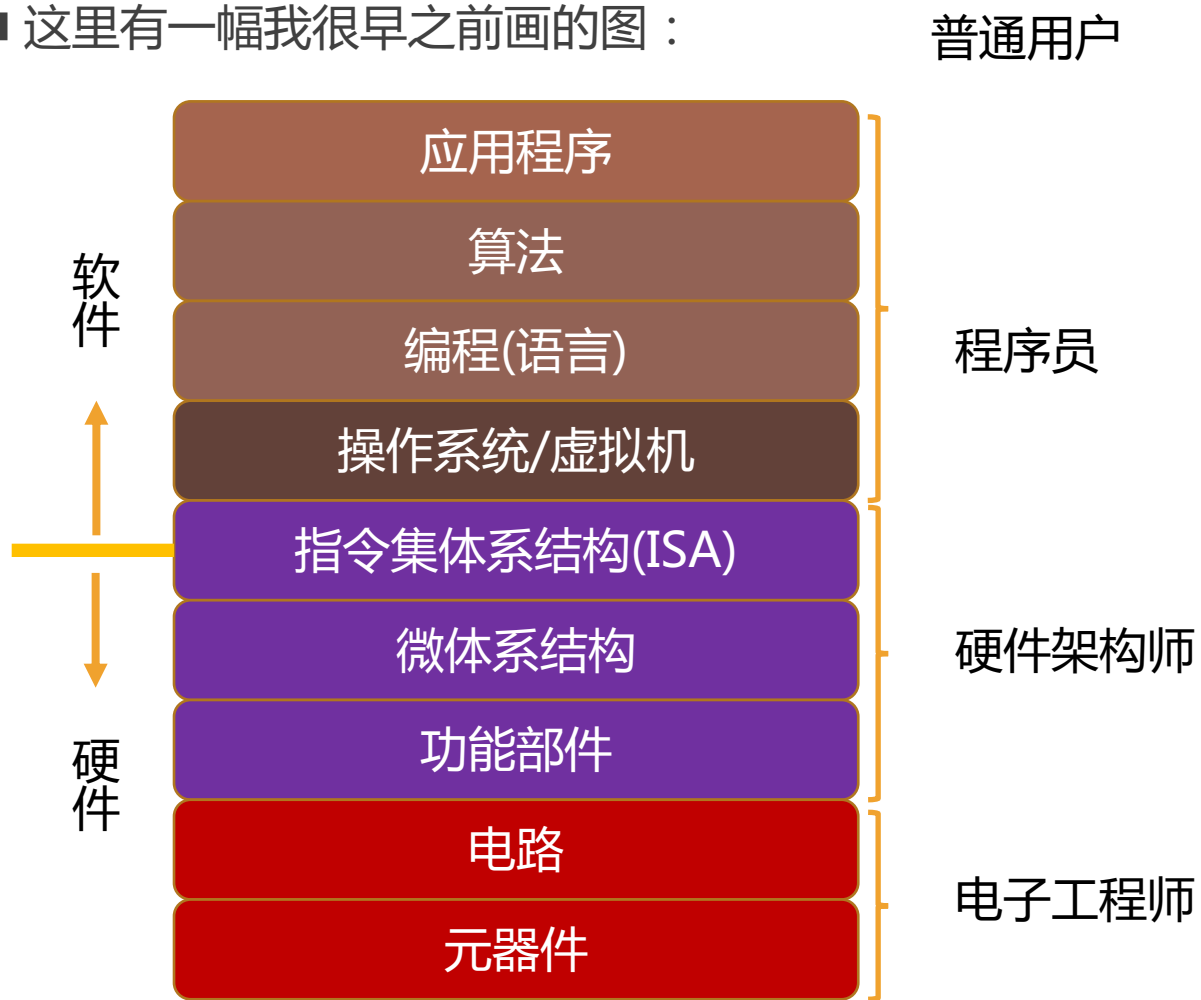 这里有一幅我很早之前画的图：
普通用户
应用程序
算法
软件
编程(语言)
程序员
操作系统/虚拟机
指令集体系结构(ISA)
微体系结构
硬件架构师
功能部件
硬件
电路
电子工程师
元器件